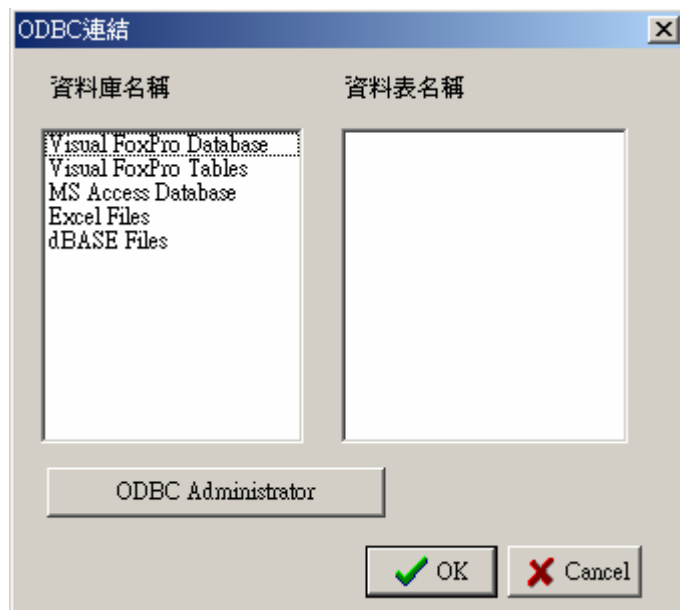 ODBC連結
資料庫名稱
資料表名稱
Visual FoxPro Database
Visual FoxPro Tables
MS Access Database
Excel Files
dBASE Files
ODBC Administrator
OK
Cancel